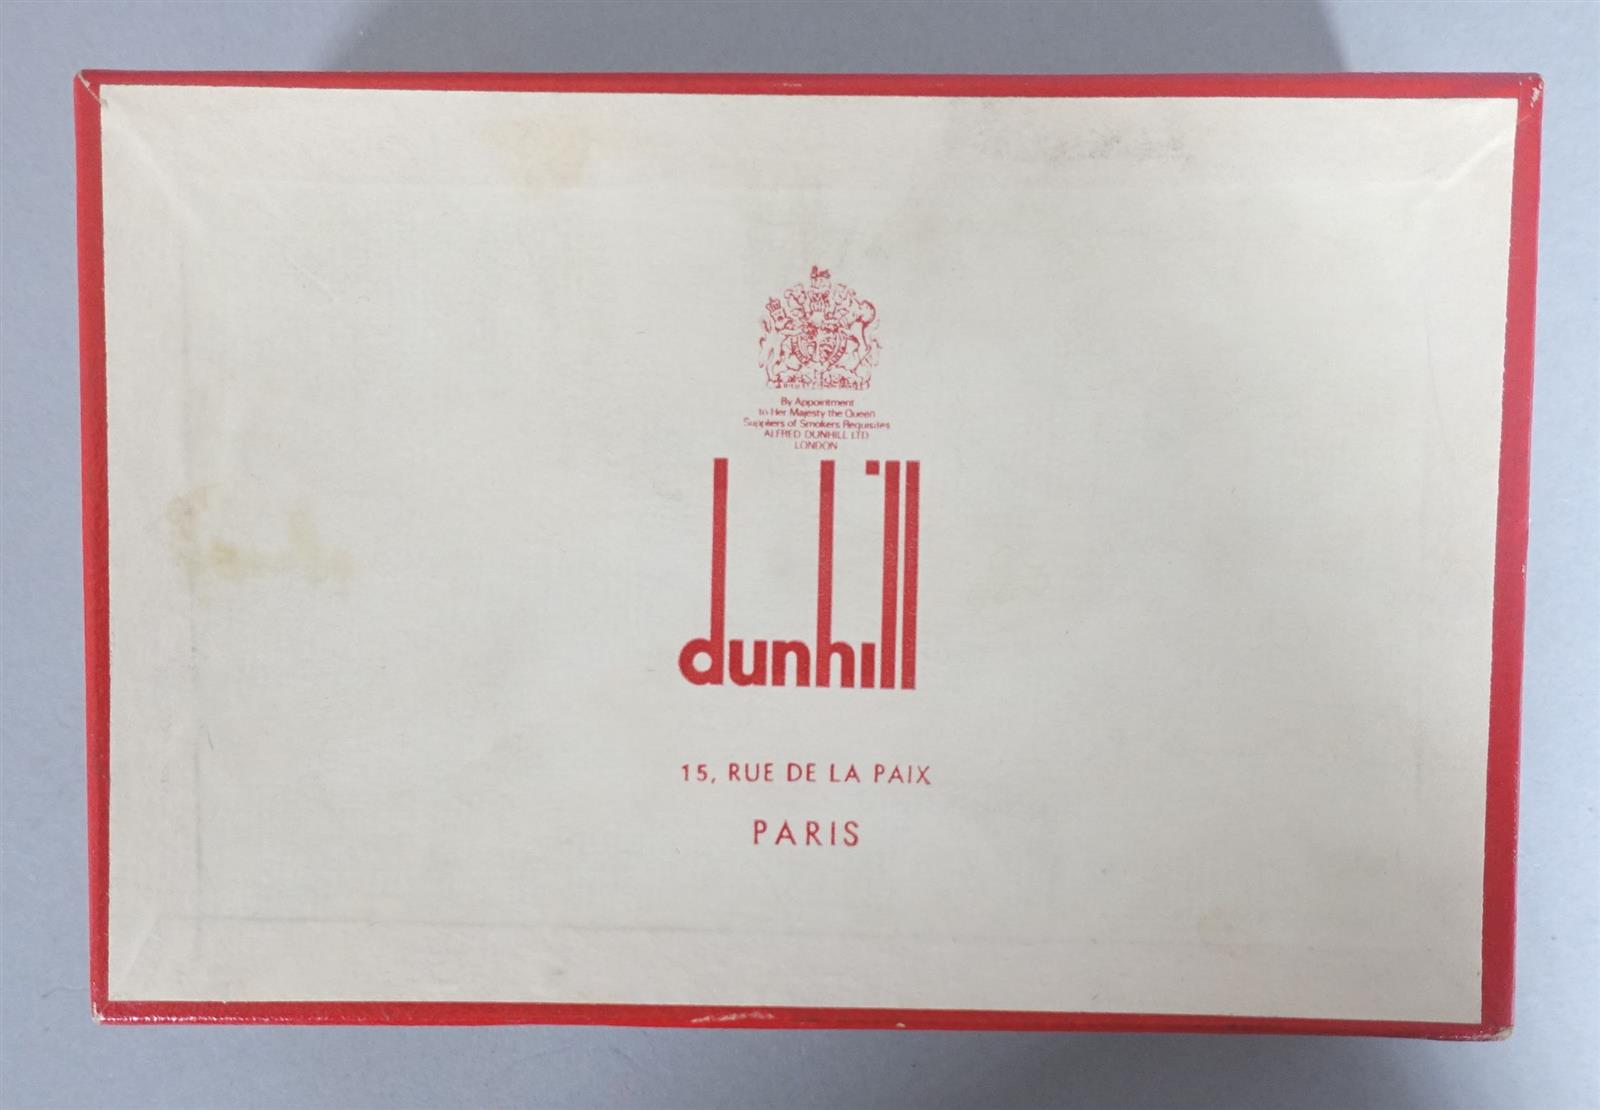 By Appointment
to Her Majesty the Queen
Suppliers of Smokers Requisites
ALFRED DUNHILL LTD
LONDON
dunhill
15, RUE DE LA PAIX
PARIS